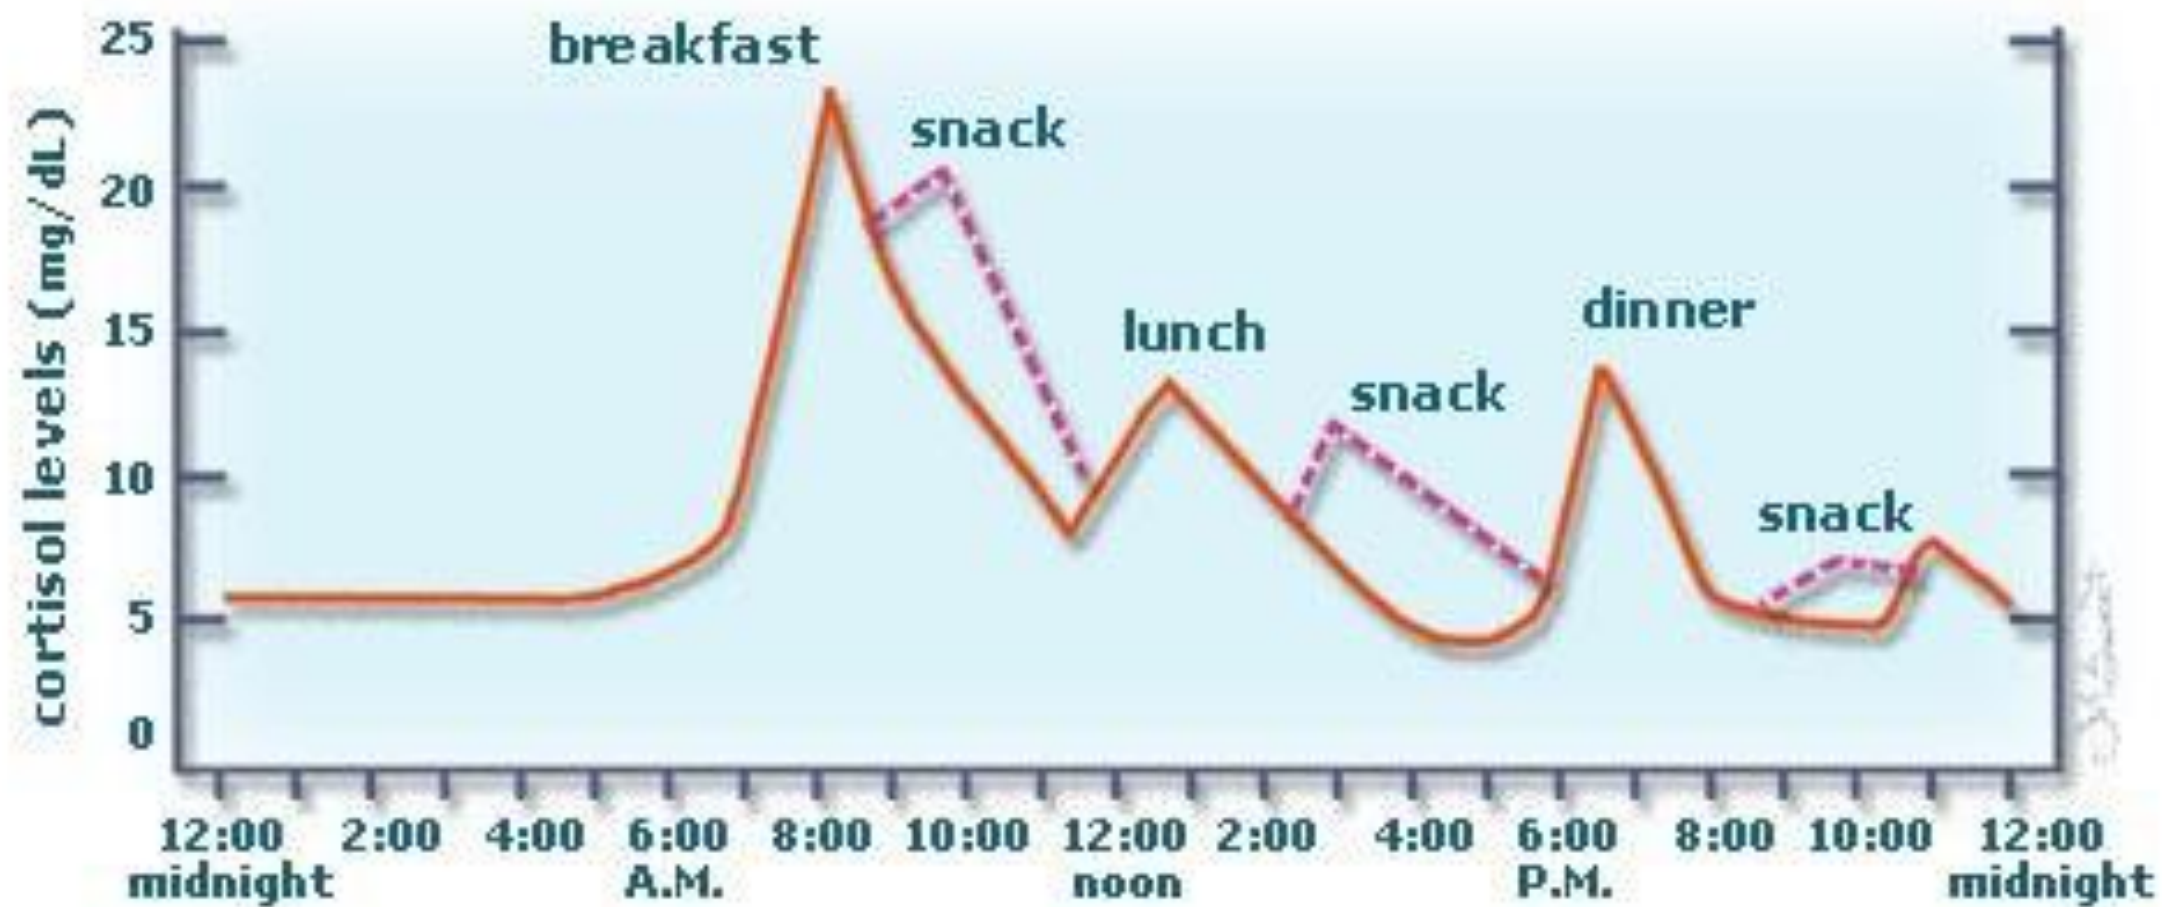 25
breakfast
snack
20
15
lunch
dinner
snack
10
snack
5
0
cortisol levels (mg/dL)
12:00 2:00 4:00 6:00 8:00 10:00 12:00 2:00 4:00 6:00 8:00 10:00 12:00
midnight A.M. noon P.M. midnight